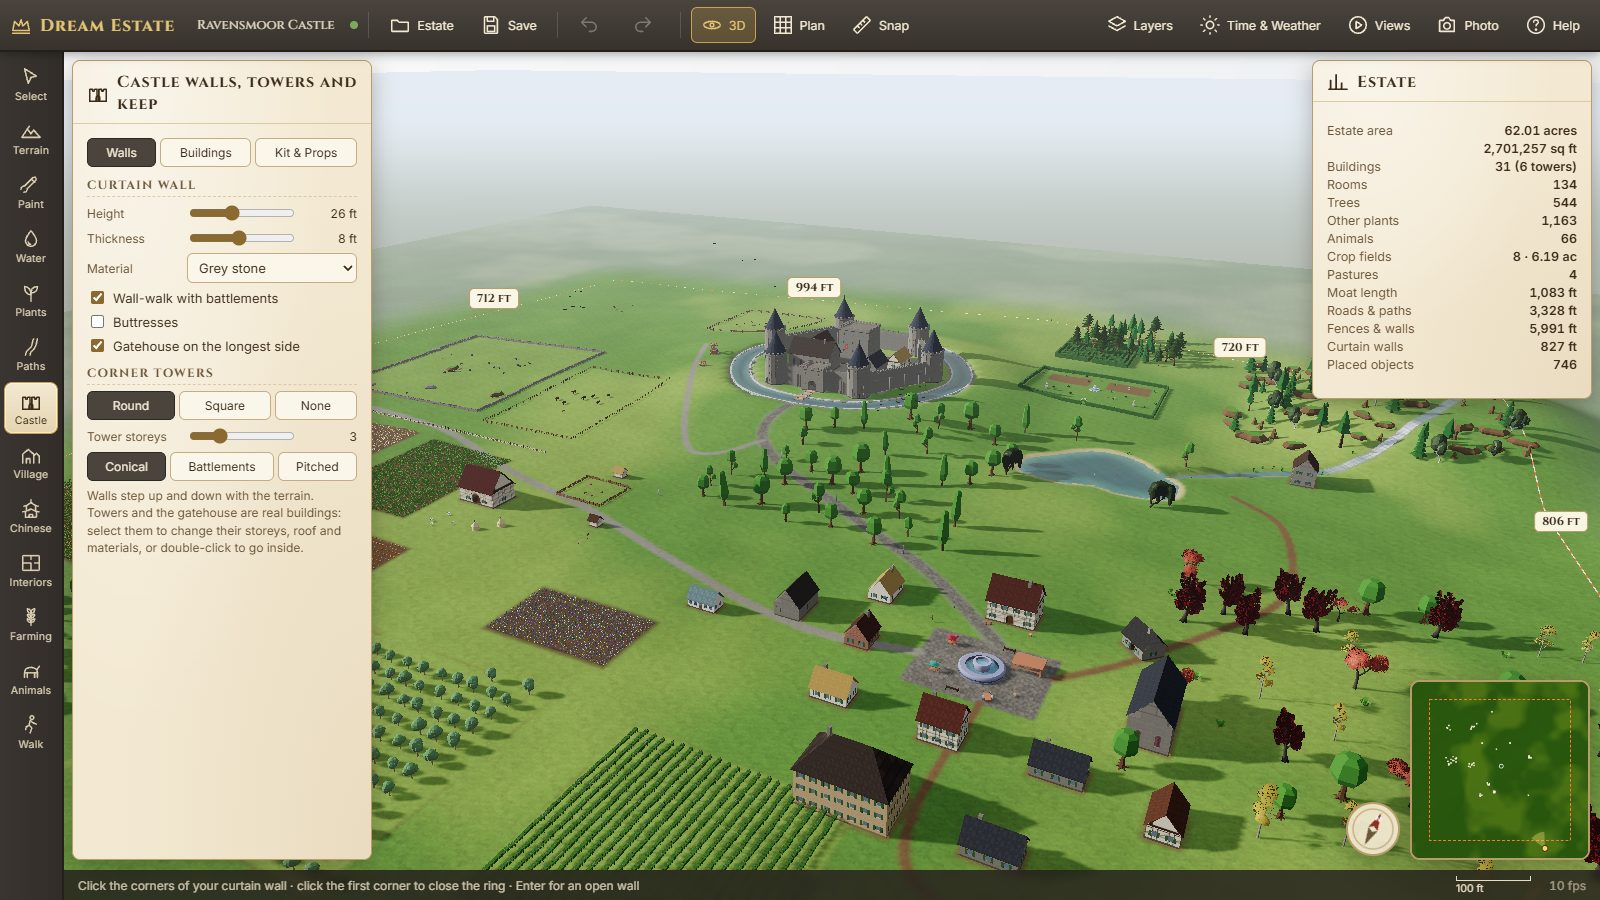 DREAM ESTATE
RAVENSMOOR CASTLE
Estate
Save
3D
Plan
Snap
Layers
Time & Weather
Views
Photo
Help
Select
Terrain
Paint
Water
Plants
Paths
Castle
Village
Chinese
Interiors
Farming
Animals
Walk
CASTLE WALLS, TOWERS AND
KEEP
Walls
Buildings
Kit & Props
CURTAIN WALL
Height 26 ft
Thickness 8 ft
Material Grey stone
Wall-walk with battlements
Buttresses
Gatehouse on the longest side
CORNER TOWERS
Round
Square
None
Tower storeys 3
Conical
Battlements
Pitched
Walls step up and down with the terrain.
Towers and the gatehouse are real buildings:
select them to change their storeys, roof and
materials, or double-click to go inside.
712 FT
994 FT
720 FT
806 FT
ESTATE
Estate area 62.01 acres
2,701,257 sq ft
Buildings 31 (6 towers)
Rooms 134
Trees 544
Other plants 1,163
Animals 66
Crop fields 8 · 6.19 ac
Pastures 4
Moat length 1,083 ft
Roads & paths 3,328 ft
Fences & walls 5,991 ft
Curtain walls 827 ft
Placed objects 746
Click the corners of your curtain wall · click the first corner to close the ring · Enter for an open wall
100 ft
10 fps